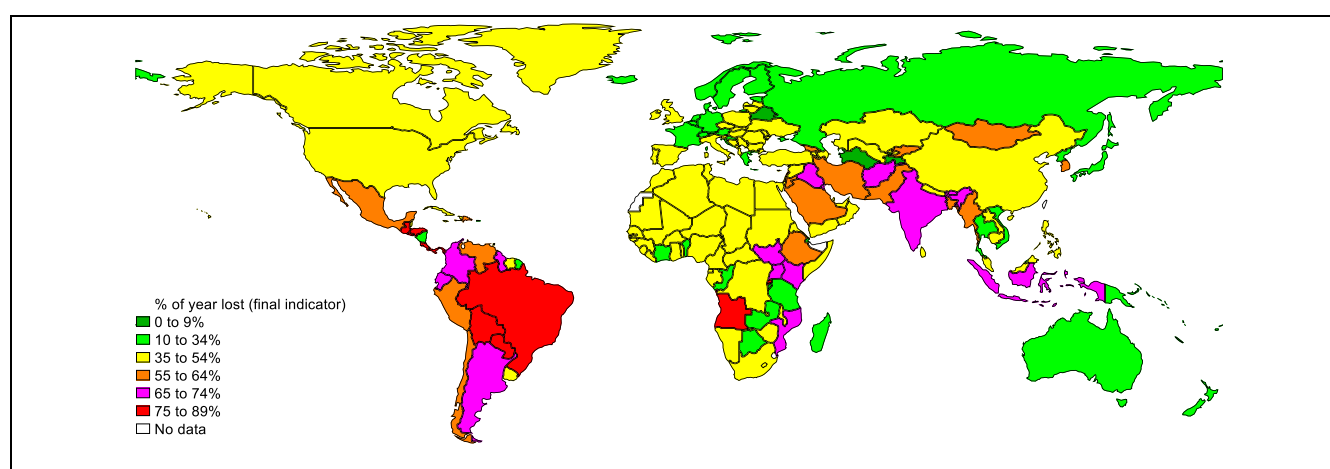 % of year lost (final indicator)
0 to 9%
10 to 34%
35 to 54%
55 to 64%
65 to 74%
75 to 89%
No data